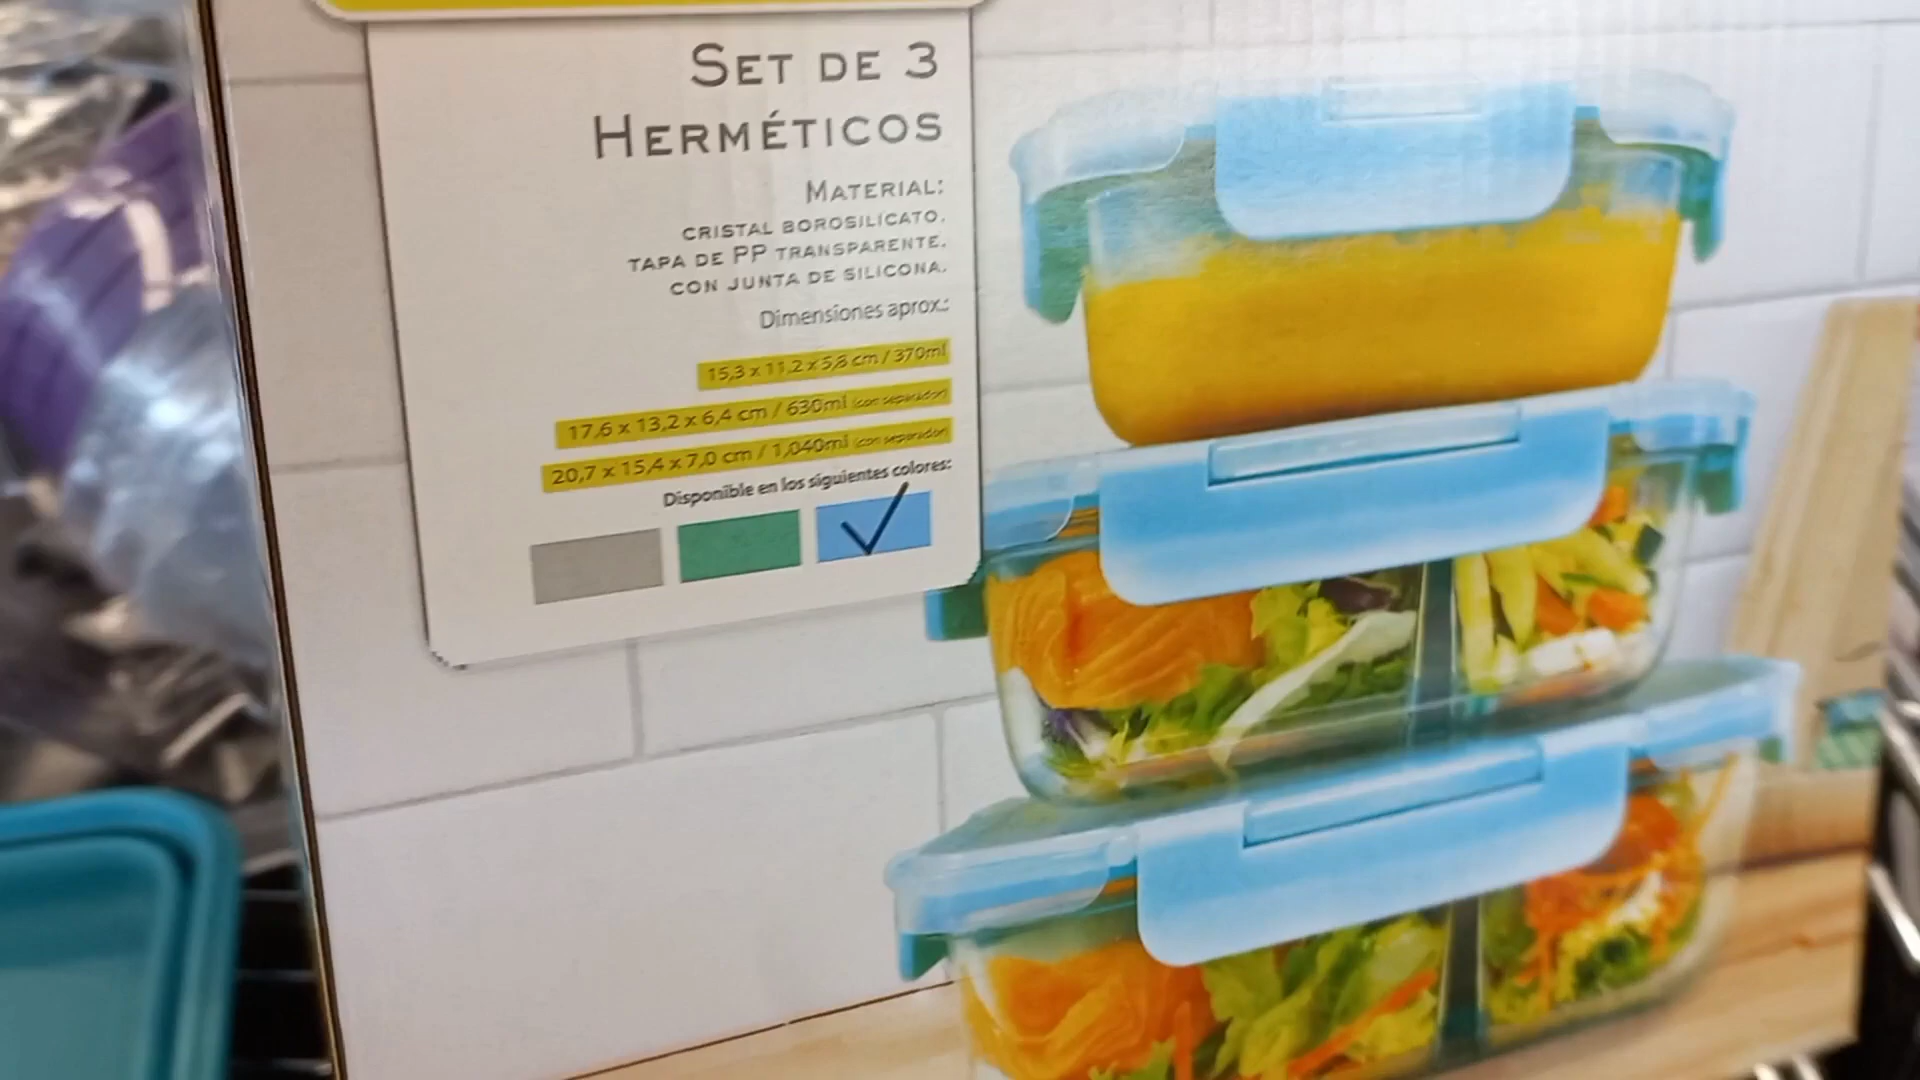 SET DE 3
HERMÉTICOS
MATERIAL:
CRISTAL BOROSILICATO.
TAPA DE PP TRANSPARENTE.
CON JUNTA DE SILICONA.
Dimensiones aprox.:
15,3 x 11,2 x 5,8 cm / 370ml
17,6 x 13,2 x 6,4 cm / 630ml (con separador)
20,7 x 15,4 x 7,0 cm / 1,040ml (con separador)
Disponible en los siguientes colores: